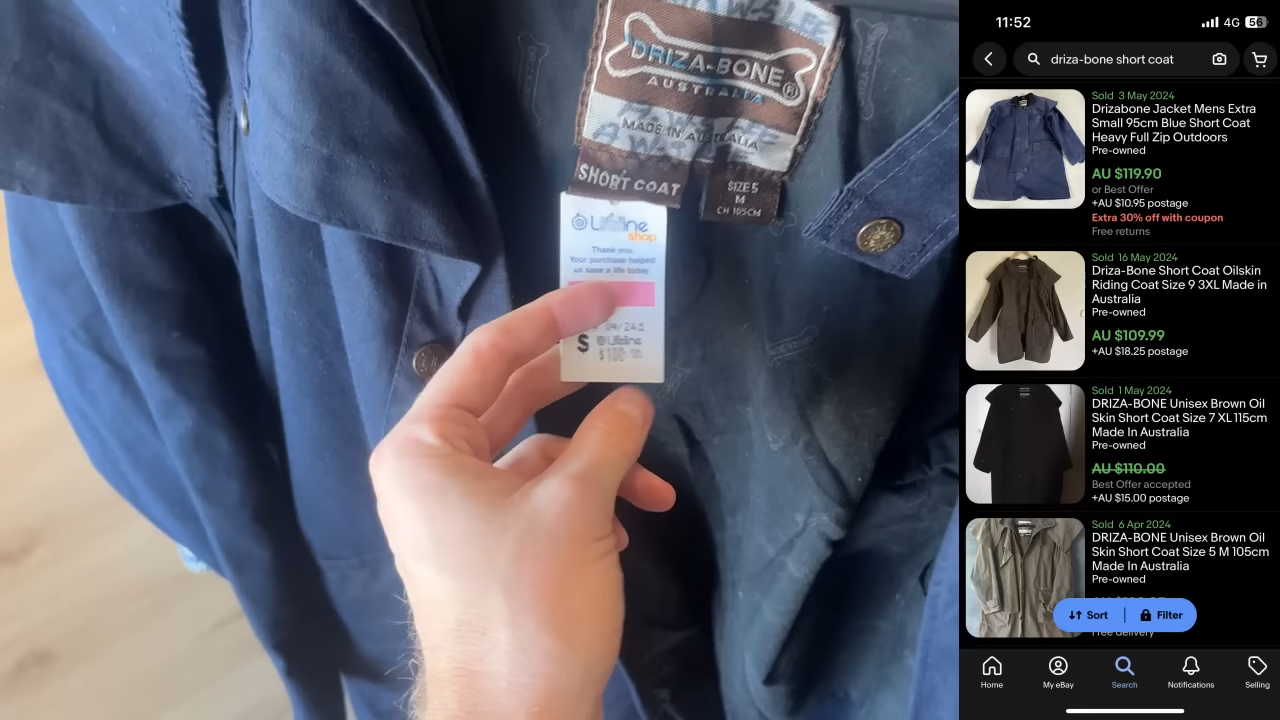 DRIZA-BONE®
AUSTRALIA
MADE IN AUSTRALIA
SHORT COAT
SIZE 5
M
CH 105CM
Lifeline
shop
Thank you.
Your purchase helped
us save a life today.
04/24
S
Lifeline
$100.00
11:52
4G
56
driza-bone short coat
Sold 3 May 2024
Drizabone Jacket Mens Extra
Small 95cm Blue Short Coat
Heavy Full Zip Outdoors
Pre-owned
AU $119.90
or Best Offer
+AU $10.95 postage
Extra 30% off with coupon
Free returns
Sold 16 May 2024
Driza-Bone Short Coat Oilskin
Riding Coat Size 9 3XL Made in
Australia
Pre-owned
AU $109.99
+AU $18.25 postage
Sold 1 May 2024
DRIZA-BONE Unisex Brown Oil
Skin Short Coat Size 7 XL 115cm
Made In Australia
Pre-owned
AU $110.00
Best Offer accepted
+AU $15.00 postage
Sold 6 Apr 2024
DRIZA-BONE Unisex Brown Oil
Skin Short Coat Size 5 M 105cm
Made In Australia
Pre-owned
Sort
Filter
Free delivery
Home
My eBay
Search
Notifications
Selling